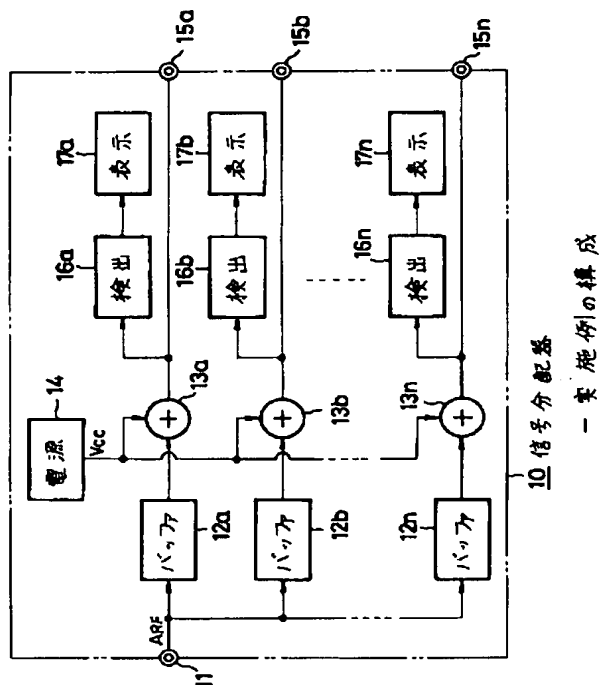 14
電源
Vcc
ARF
11
バッファ
12a
13a
検出
16a
表示
17a
15a
バッファ
12b
13b
検出
16b
表示
17b
15b
バッファ
12n
13n
検出
16n
表示
17n
15n
10 信号分配器
一実施例の構成